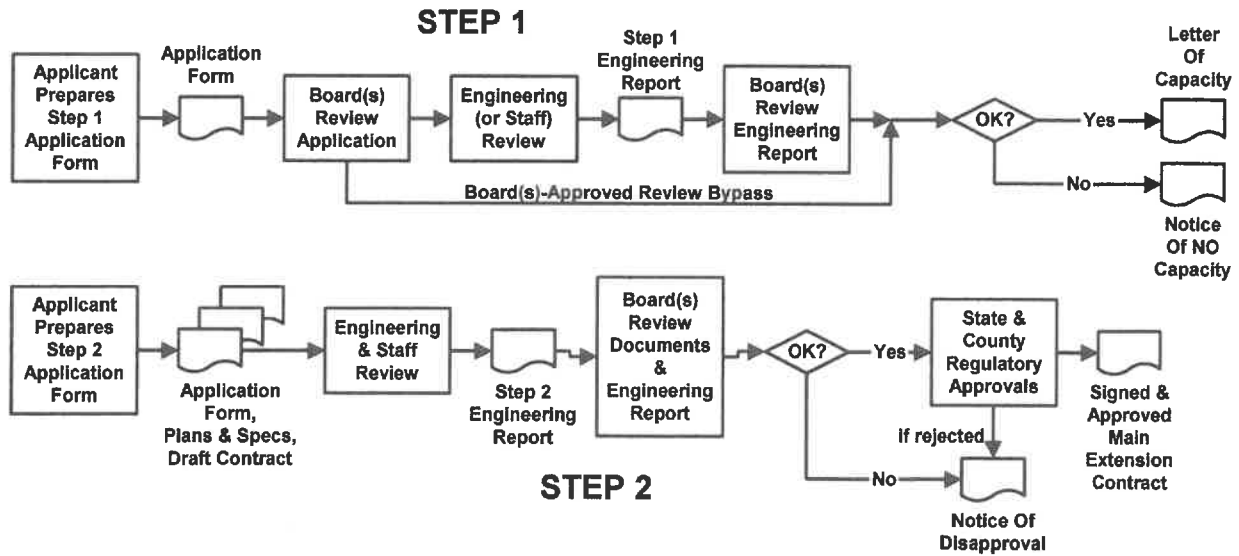 STEP 1
Applicant
Prepares
Step 1
Application
Form
Application
Form
Board(s)
Review
Application
Engineering
(or Staff)
Review
Step 1
Engineering
Report
Board(s)
Review
Engineering
Report
OK?
Yes
Letter
Of
Capacity
No
Notice
Of NO
Capacity
Board(s)-Approved Review Bypass
Applicant
Prepares
Step 2
Application
Form
Application
Form,
Plans & Specs,
Draft Contract
Engineering
& Staff
Review
Step 2
Engineering
Report
Board(s)
Review
Documents
&
Engineering
Report
OK?
Yes
State &
County
Regulatory
Approvals
Signed &
Approved
Main
Extension
Contract
if rejected
No
Notice Of
Disapproval
STEP 2